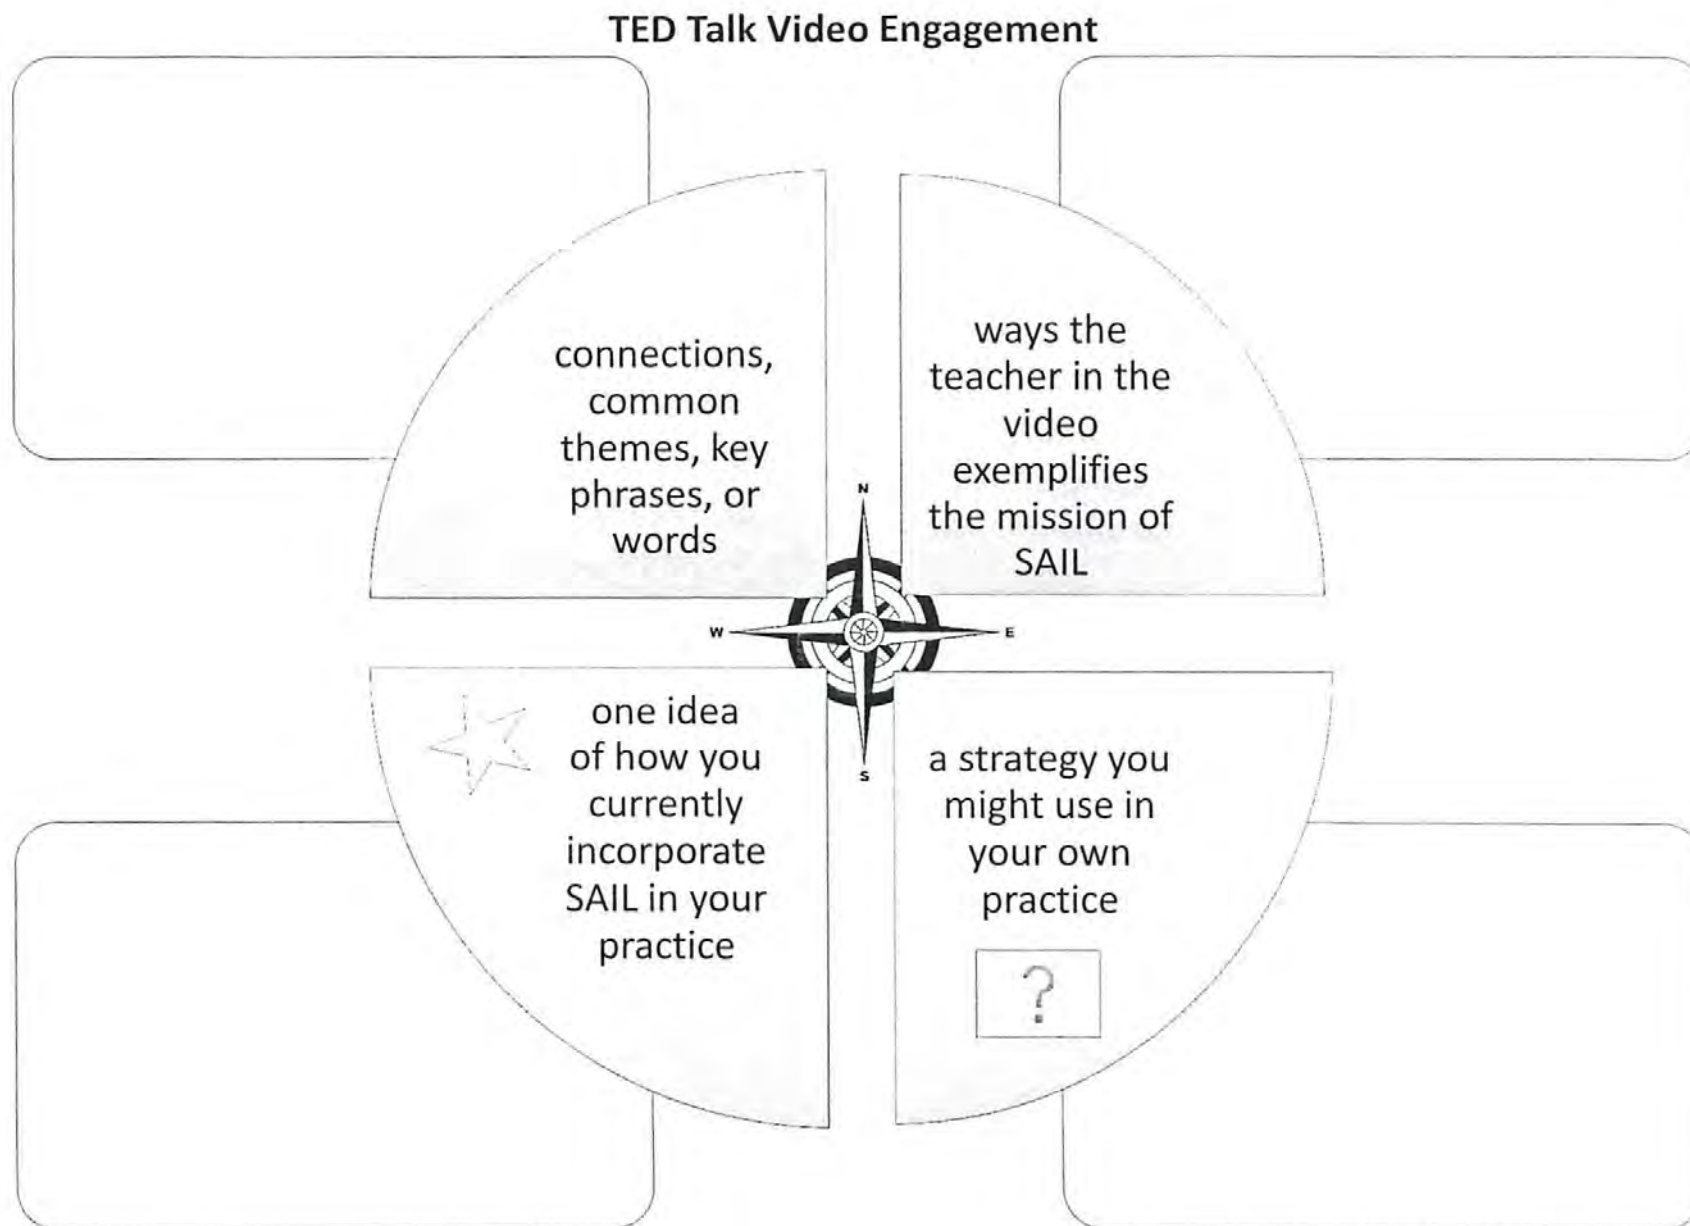 TED Talk Video Engagement
connections,
common
themes, key
phrases, or
words
ways the
teacher in the
video
exemplifies
the mission of
SAIL
N
W
E
S
one idea
of how you
currently
incorporate
SAIL in your
practice
a strategy you
might use in
your own
practice
?